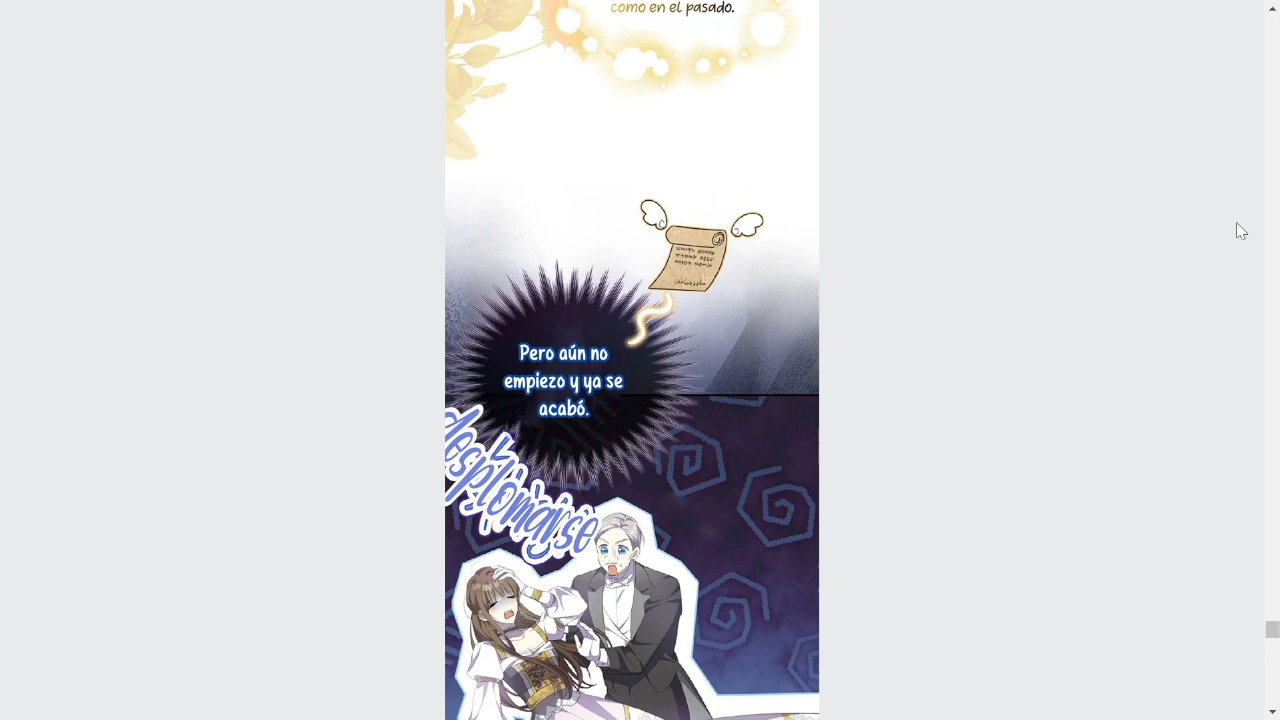 como en el pasado.
Pero aún no
empiezo y ya se
acabó.
desplomarse